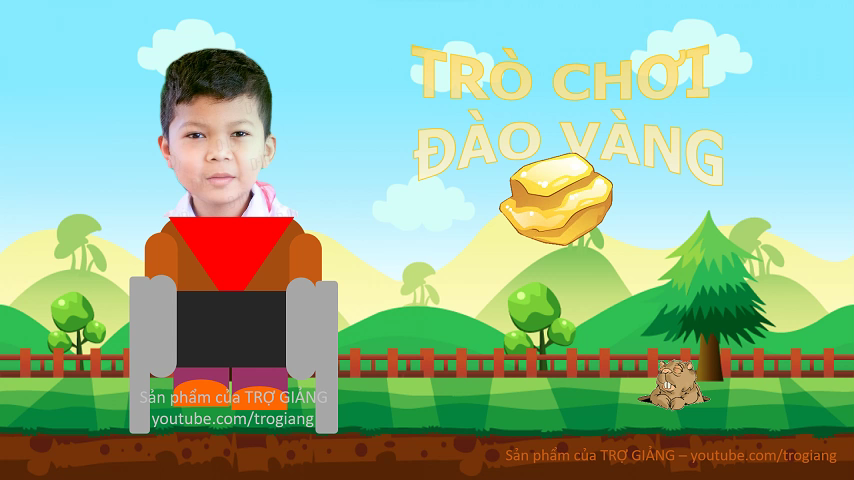 TRÒ CHƠI
ĐÀO VÀNG
Sản phẩm của TRỢ GIẢNG
youtube.com/trogiang
Sản phẩm của TRỢ GIẢNG – youtube.com/trogiang